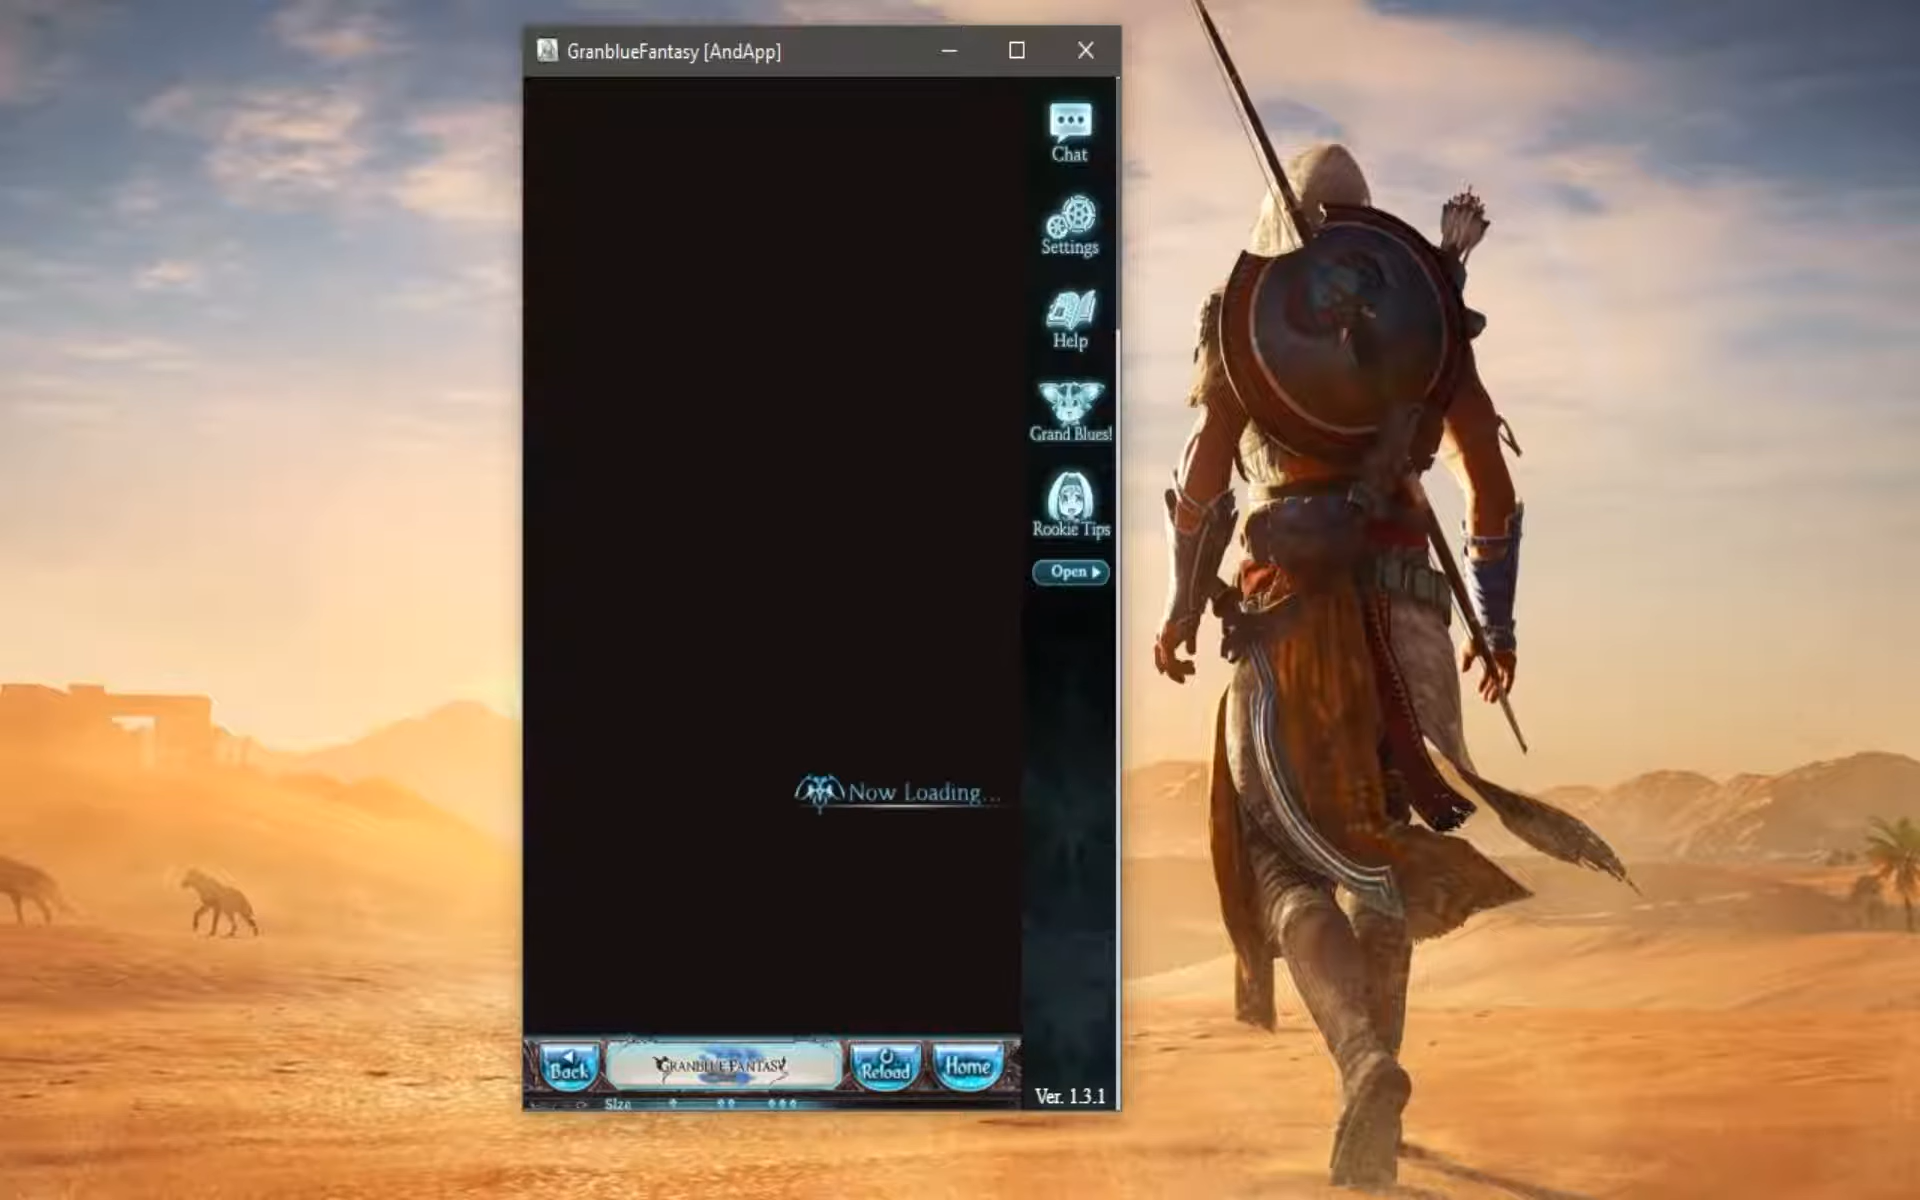 GranblueFantasy [AndApp]
Chat
Settings
Help
Grand Blues!
Rookie Tips
Open
Now Loading...
Back
GRANBLUE FANTASY
Reload
Home
Size
Ver. 1.3.1